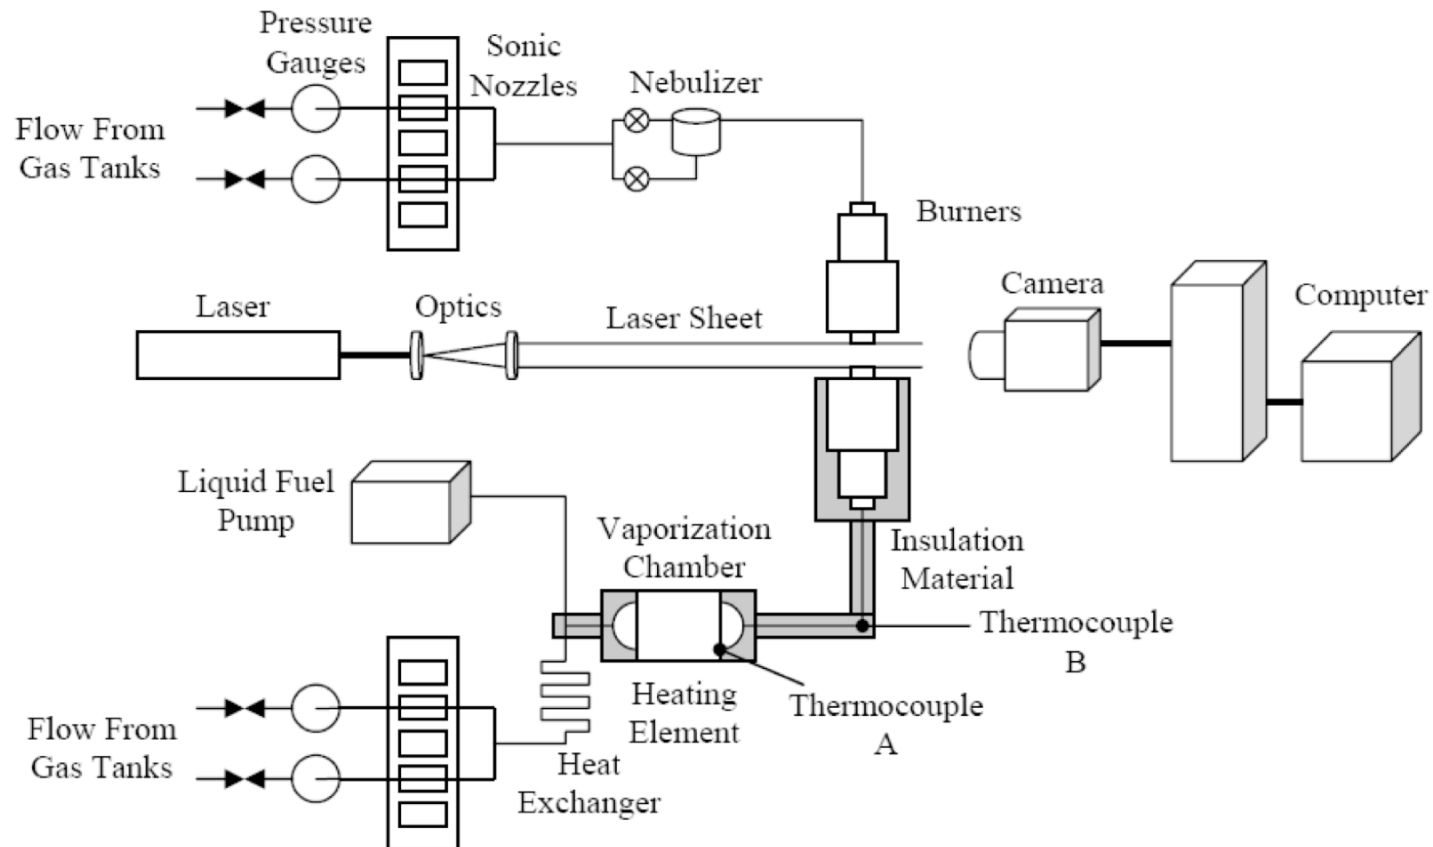 Pressure
Gauges
Sonic
Nozzles
Nebulizer
Flow From
Gas Tanks
Burners
Laser
Optics
Laser Sheet
Camera
Computer
Liquid Fuel
Pump
Vaporization
Chamber
Insulation
Material
Thermocouple
B
Heating
Element
Thermocouple
A
Flow From
Gas Tanks
Heat
Exchanger